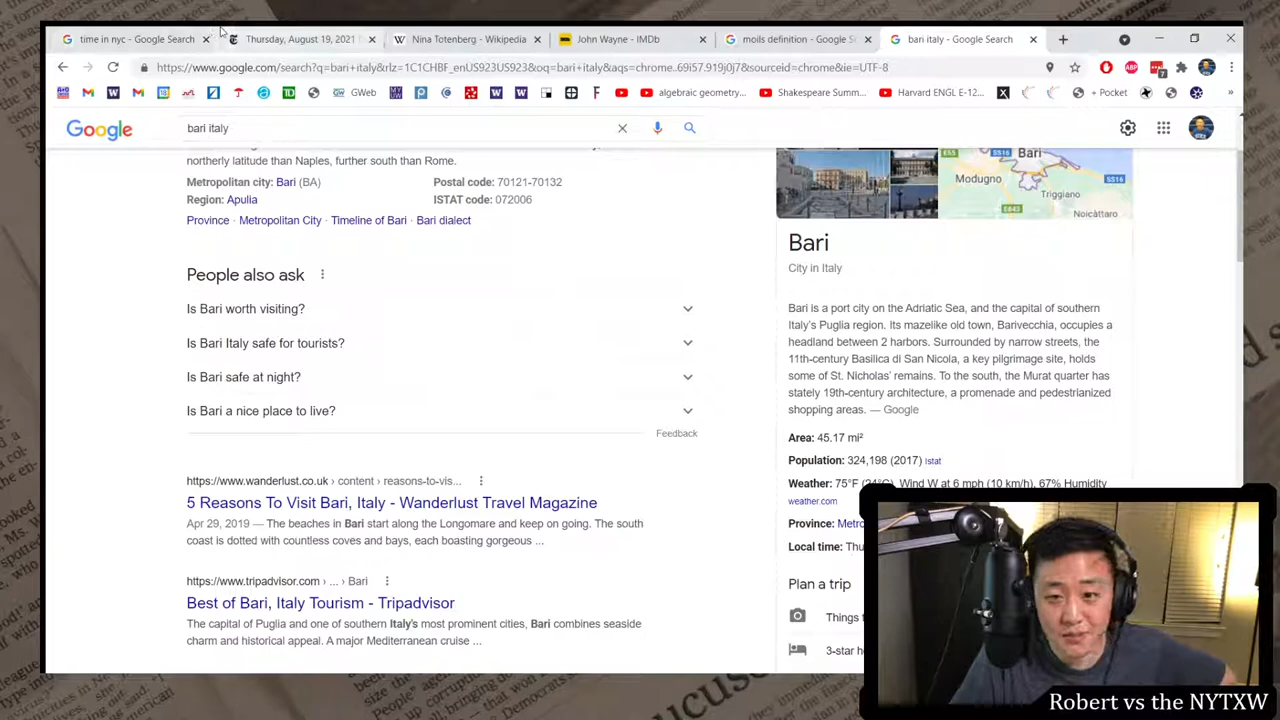 time in nyc - Google Search
Thursday, August 19, 2021
Nina Totenberg - Wikipedia
John Wayne - IMDb
moils definition - Google Se
bari italy - Google Search
https://www.google.com/search?q=bari+italy&rlz=1C1CHBF_enUS923US923&oq=bari+italy&aqs=chrome..69i57.919j0j7&sourceid=chrome&ie=UTF-8
GWeb
algebraic geometry...
Shakespeare Summ...
Harvard ENGL E-12...
+ Pocket
Google
bari italy
northerly latitude than Naples, further south than Rome.
Metropolitan city: Bari (BA)
Postal code: 70121-70132
Region: Apulia
ISTAT code: 072006
Province · Metropolitan City · Timeline of Bari · Bari dialect
People also ask
Is Bari worth visiting?
Is Bari Italy safe for tourists?
Is Bari safe at night?
Is Bari a nice place to live?
Feedback
https://www.wanderlust.co.uk › content › reasons-to-vis...
5 Reasons To Visit Bari, Italy - Wanderlust Travel Magazine
Apr 29, 2019 — The beaches in Bari start along the Longomare and keep on going. The south
coast is dotted with countless coves and bays, each boasting gorgeous ...
https://www.tripadvisor.com › ... › Bari
Best of Bari, Italy Tourism - Tripadvisor
The capital of Puglia and one of southern Italy's most prominent cities, Bari combines seaside
charm and historical appeal. A major Mediterranean cruise ...
E55
SS16
Bari
SS16
Modugno
Triggiano
E843
Noicàttaro
Bari
City in Italy
Bari is a port city on the Adriatic Sea, and the capital of southern
Italy's Puglia region. Its mazelike old town, Barivecchia, occupies a
headland between 2 harbors. Surrounded by narrow streets, the
11th-century Basilica di San Nicola, a key pilgrimage site, holds
some of St. Nicholas' remains. To the south, the Murat quarter has
stately 19th-century architecture, a promenade and pedestrianized
shopping areas. — Google
Area: 45.17 mi²
Population: 324,198 (2017) Istat
Weather: 75°F (24°C), Wind W at 6 mph (10 km/h), 67% Humidity
weather.com
Province: Metro
Local time: Thu
Plan a trip
Things
3-star h
Robert vs the NYTXW